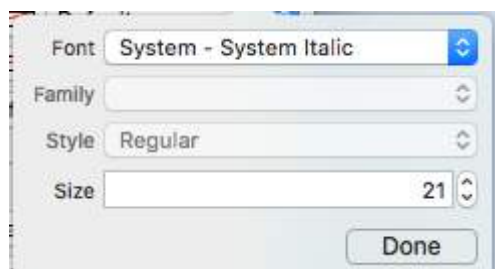 Font System - System Italic
Family
Style Regular
Size 21
Done